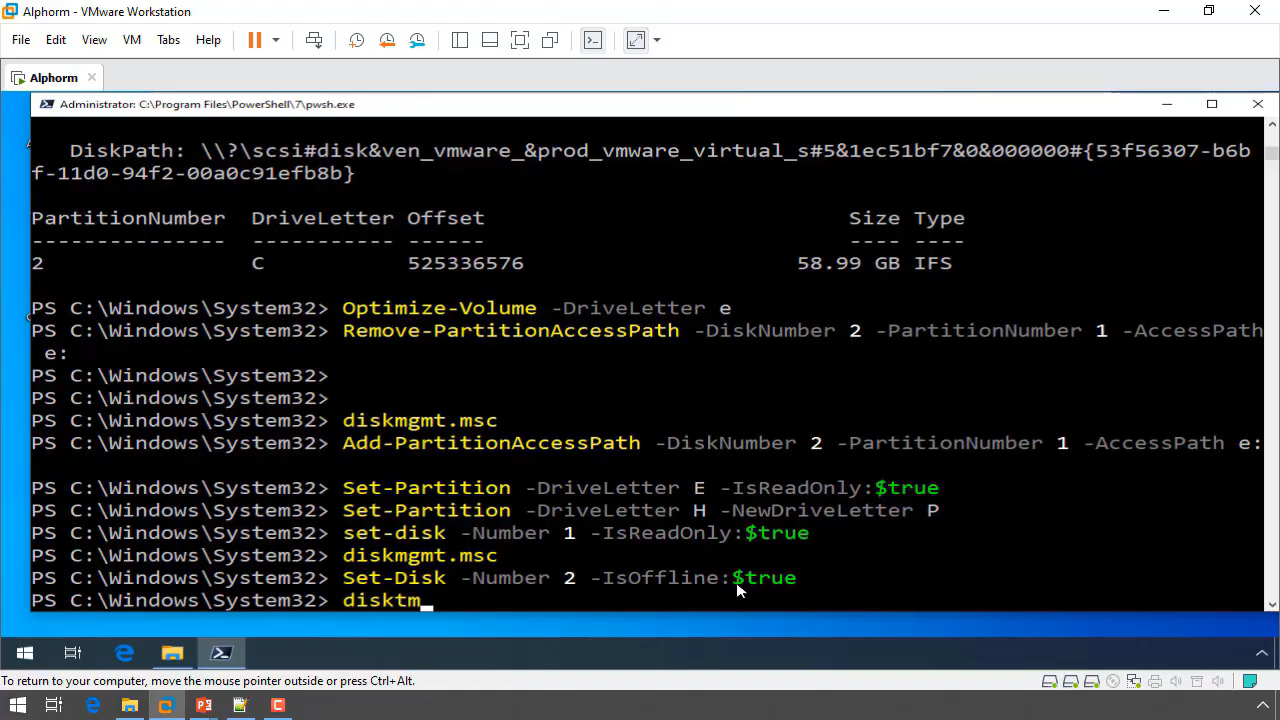 Alphorm - VMware Workstation
File Edit View VM Tabs Help
Alphorm
Administrator: C:\Program Files\PowerShell\7\pwsh.exe
DiskPath: \\?\scsi#disk&ven_vmware_&prod_vmware_virtual_s#5&1ec51bf7&0&000000#{53f56307-b6b
f-11d0-94f2-00a0c91efb8b}
PartitionNumber DriveLetter Offset Size Type
--------------- ----------- ------ ---- ----
2 C 525336576 58.99 GB IFS
PS C:\Windows\System32> Optimize-Volume -DriveLetter e
PS C:\Windows\System32> Remove-PartitionAccessPath -DiskNumber 2 -PartitionNumber 1 -AccessPath
e:
PS C:\Windows\System32>
PS C:\Windows\System32>
PS C:\Windows\System32> diskmgmt.msc
PS C:\Windows\System32> Add-PartitionAccessPath -DiskNumber 2 -PartitionNumber 1 -AccessPath e:
PS C:\Windows\System32> Set-Partition -DriveLetter E -IsReadOnly:$true
PS C:\Windows\System32> Set-Partition -DriveLetter H -NewDriveLetter P
PS C:\Windows\System32> set-disk -Number 1 -IsReadOnly:$true
PS C:\Windows\System32> diskmgmt.msc
PS C:\Windows\System32> Set-Disk -Number 2 -IsOffline:$true
PS C:\Windows\System32> disktm_
To return to your computer, move the mouse pointer outside or press Ctrl+Alt.